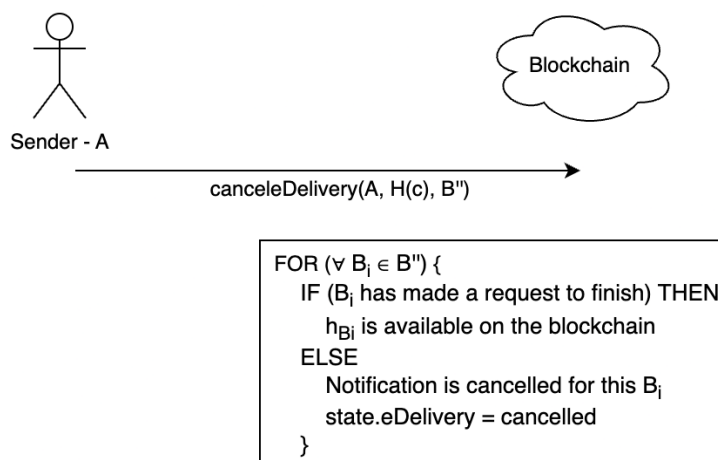 Blockchain
Sender - A
canceleDelivery(A, H(c), B")
FOR (∀ Bi ∈ B") {
IF (Bi has made a request to finish) THEN
hBi is available on the blockchain
ELSE
Notification is cancelled for this Bi
state.eDelivery = cancelled
}